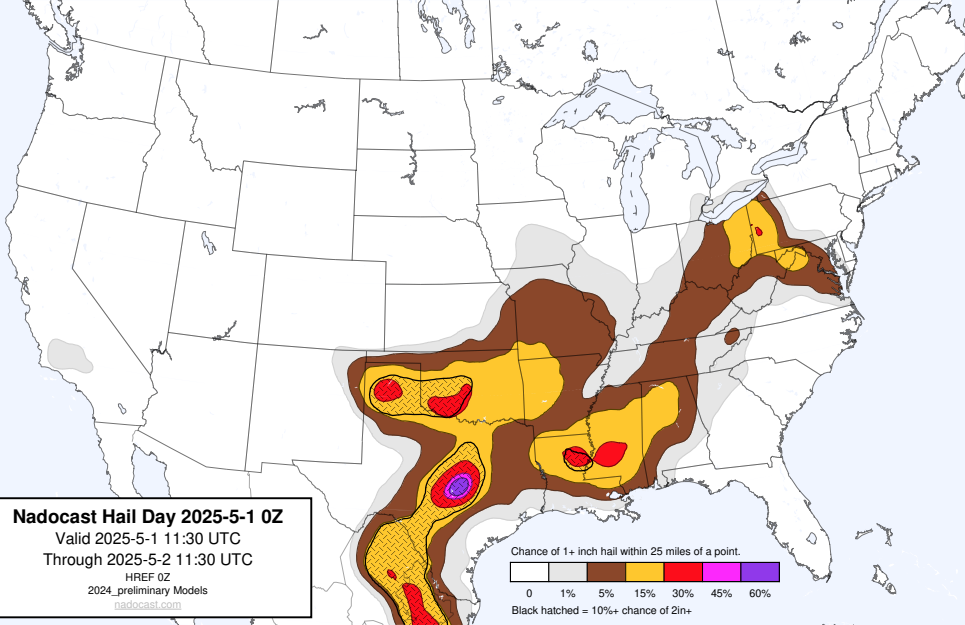 Nadocast Hail Day 2025-5-1 0Z
Valid 2025-5-1 11:30 UTC
Through 2025-5-2 11:30 UTC
HREF 0Z
2024_preliminary Models
nadocast.com
Chance of 1+ inch hail within 25 miles of a point.
0 1% 5% 15% 30% 45% 60%
Black hatched = 10%+ chance of 2in+